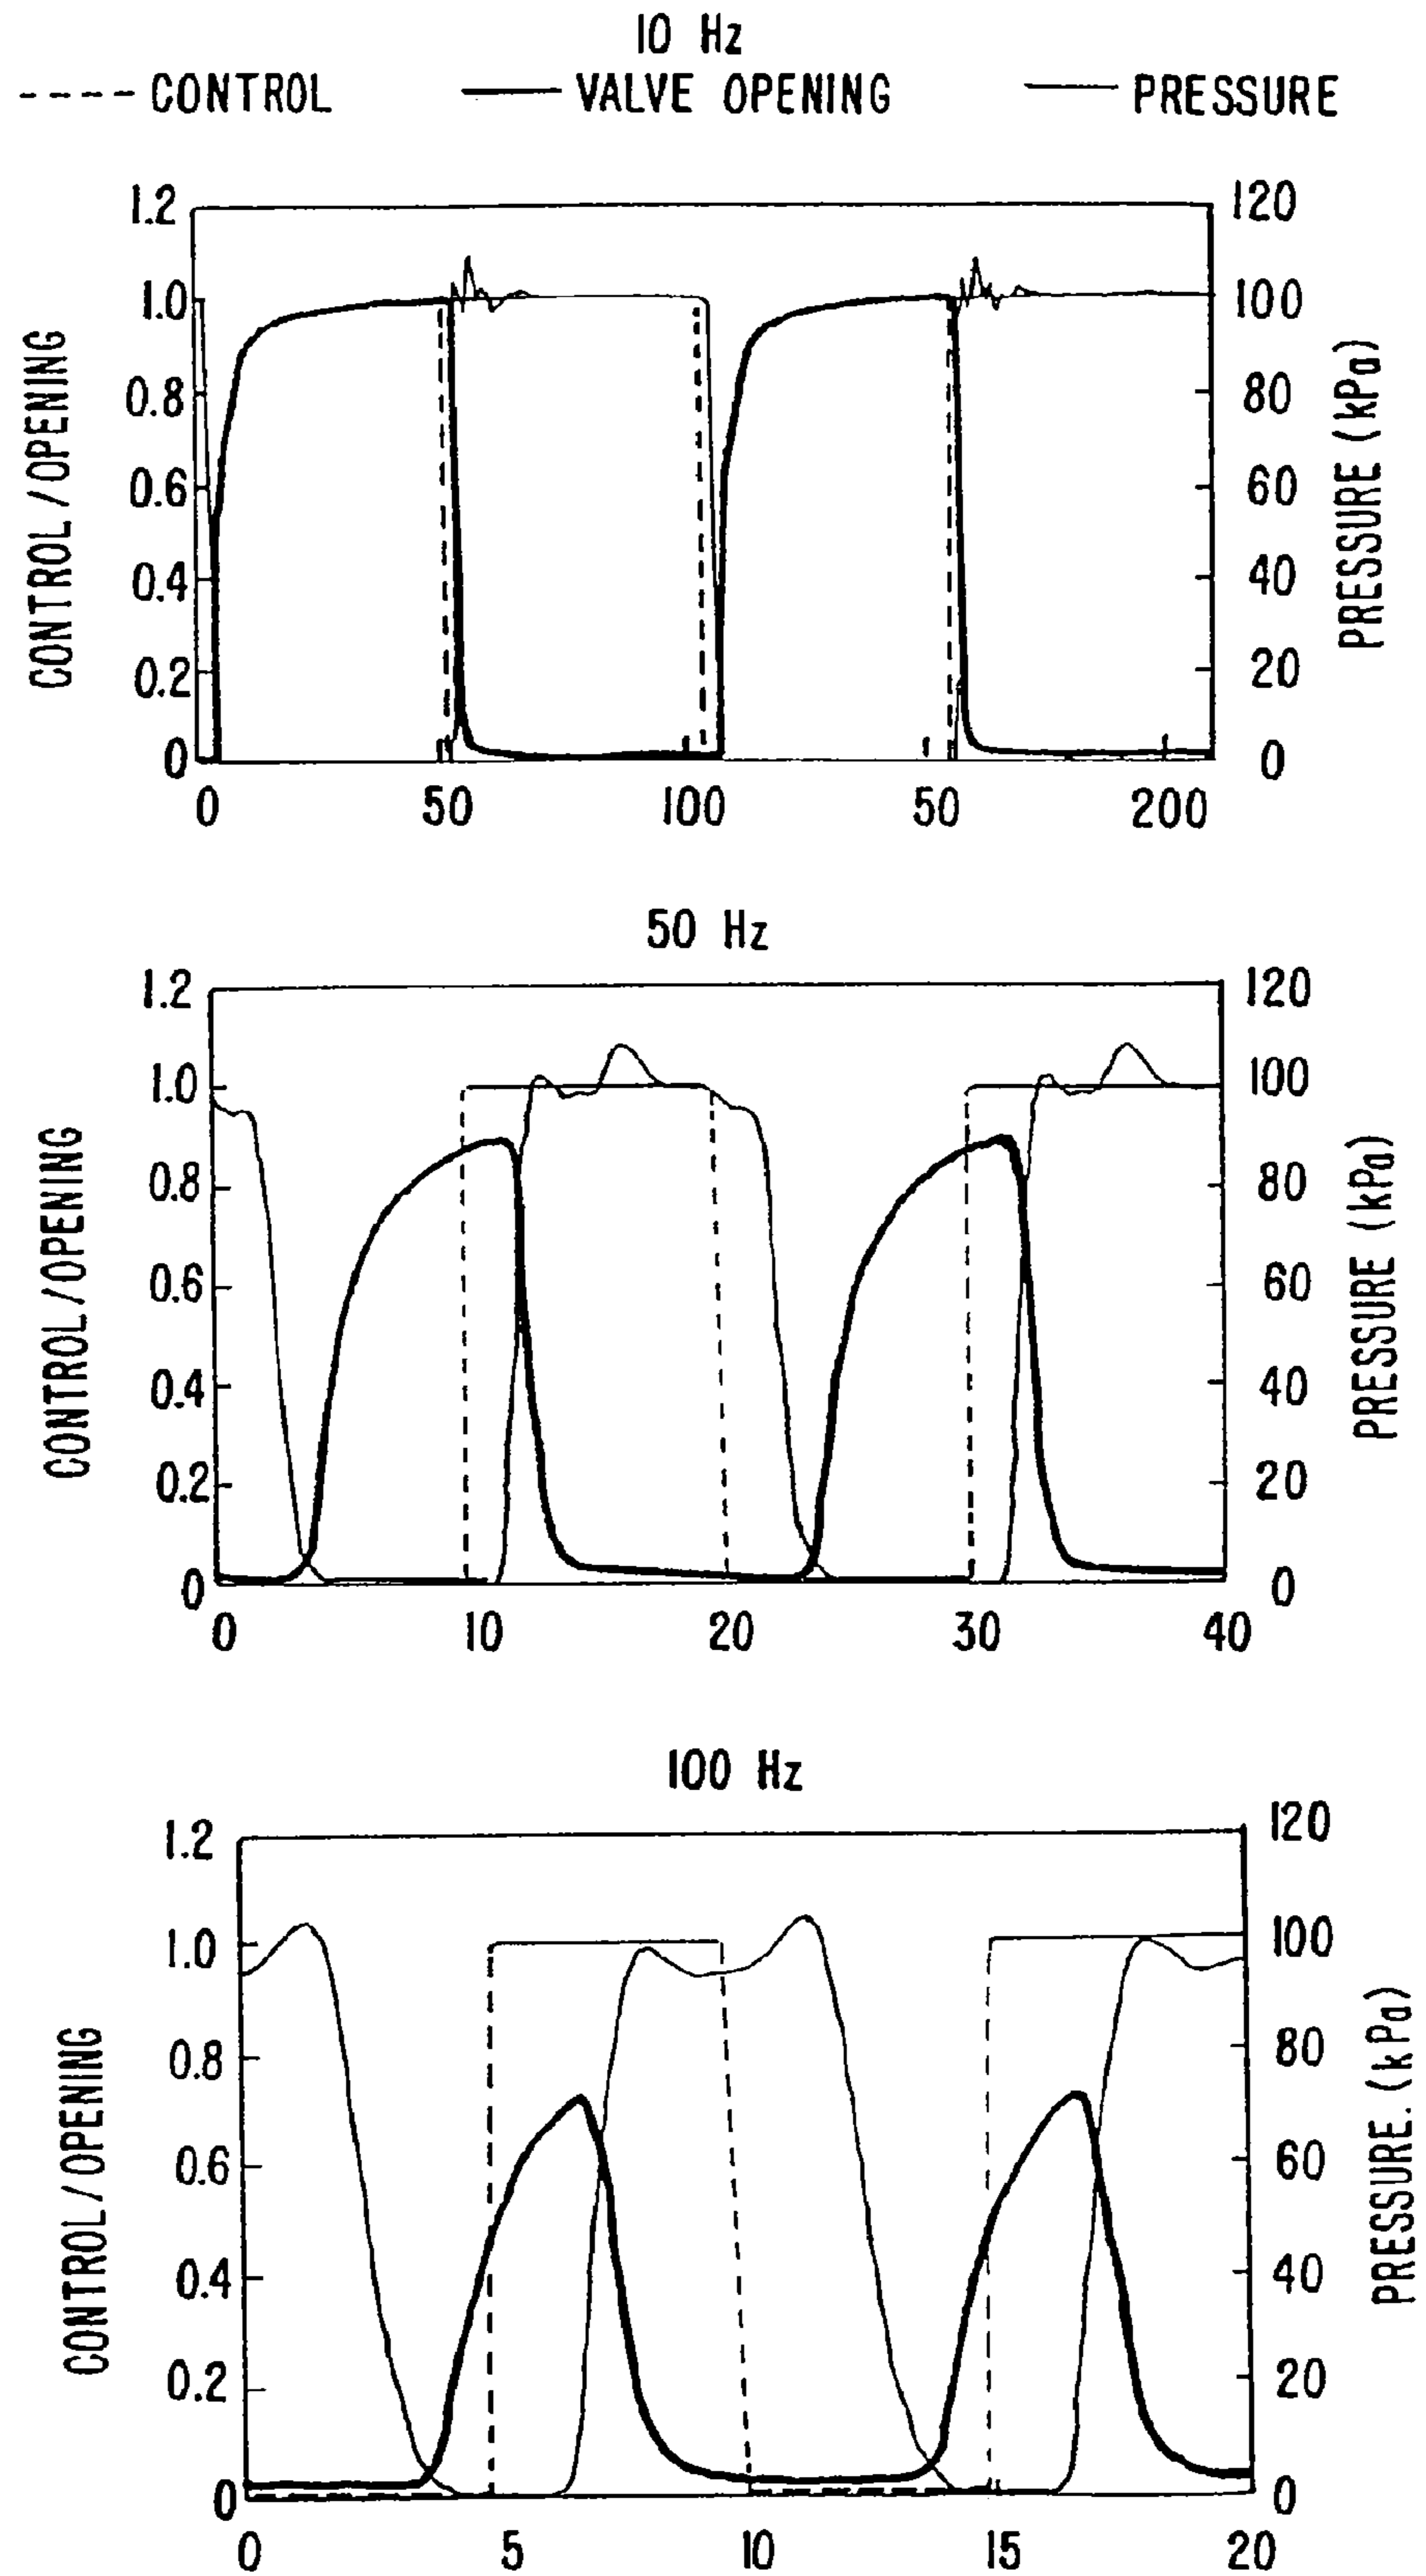 10 Hz
CONTROL VALVE OPENING PRESSURE
1.2 120
1.0 100
0.8 80
0.6 60
0.4 40
0.2 20
0 0
CONTROL/OPENING
PRESSURE (kPa)
0 50 100 50 200
50 Hz
1.2 120
1.0 100
0.8 80
0.6 60
0.4 40
0.2 20
0 0
CONTROL/OPENING
PRESSURE (kPa)
0 10 20 30 40
100 Hz
1.2 120
1.0 100
0.8 80
0.6 60
0.4 40
0.2 20
0 0
CONTROL/OPENING
PRESSURE. (kPa)
0 5 10 15 20